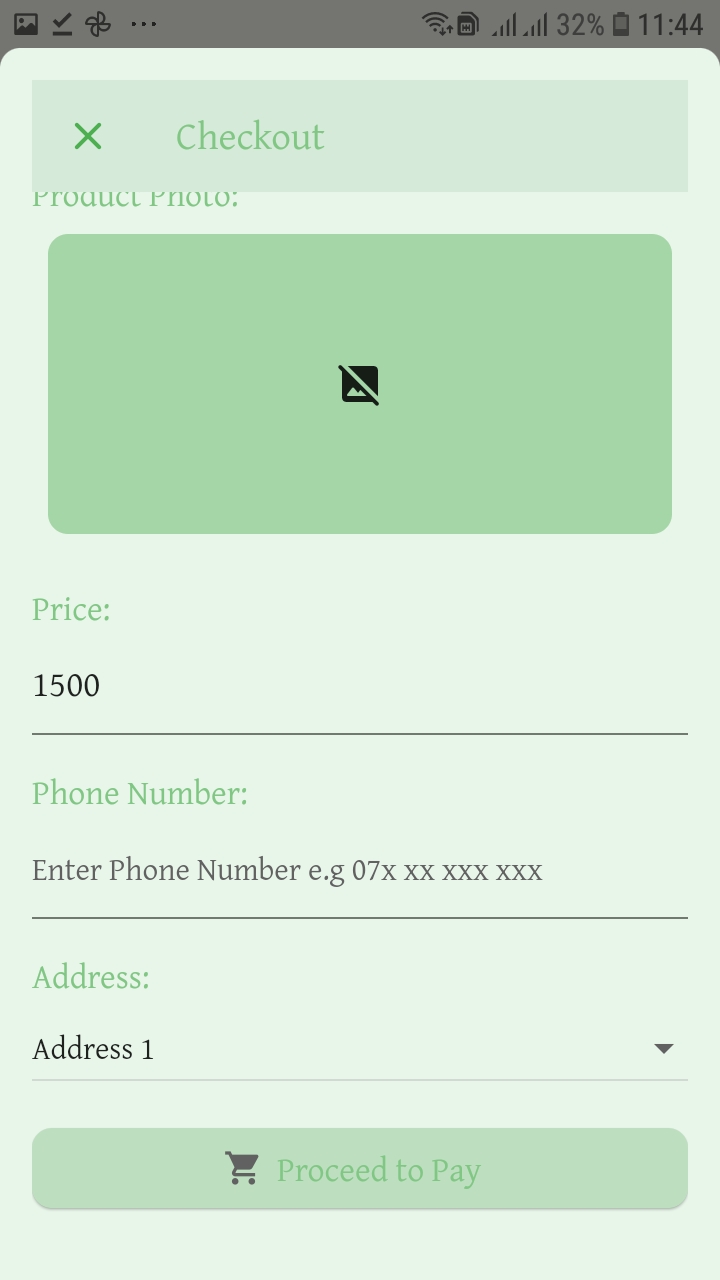 32% 11:44
Checkout
Product Photo:
Price:
1500
Phone Number:
Enter Phone Number e.g 07x xx xxx xxx
Address:
Address 1
Proceed to Pay